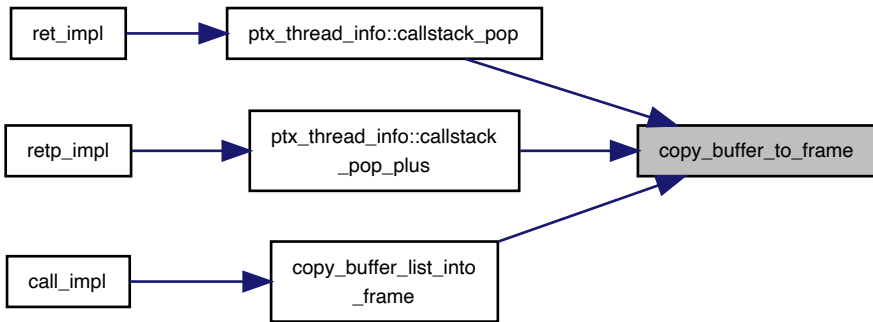 ret_impl
ptx_thread_info::callstack_pop
retp_impl
ptx_thread_info::callstack
_pop_plus
copy_buffer_to_frame
call_impl
copy_buffer_list_into
_frame